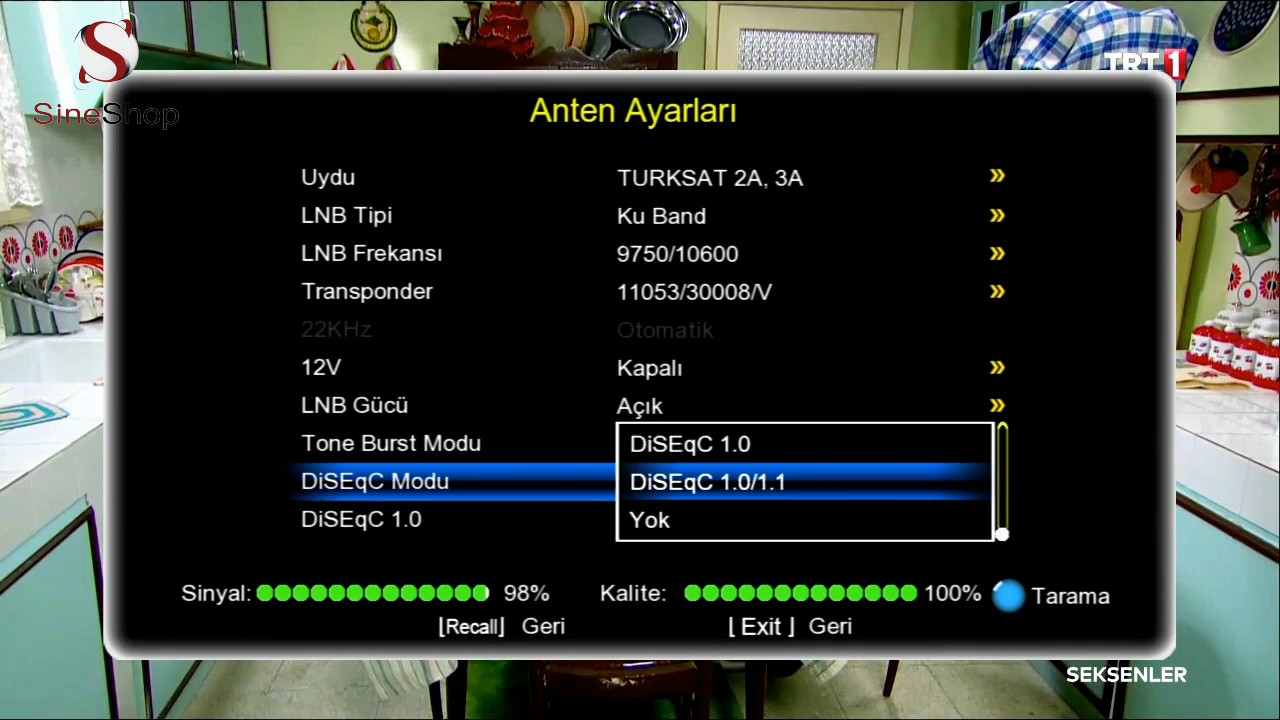 TRT 1
SineShop
Anten Ayarları
Uydu TURKSAT 2A, 3A »
LNB Tipi Ku Band »
LNB Frekansı 9750/10600 »
Transponder 11053/30008/V »
22KHz Otomatik
12V Kapalı »
LNB Gücü Açık »
Tone Burst Modu DiSEqC 1.0
DiSEqC Modu DiSEqC 1.0/1.1
DiSEqC 1.0 Yok
Sinyal: 98% Kalite: 100% Tarama
[Recall] Geri [ Exit ] Geri
SEKSENLER